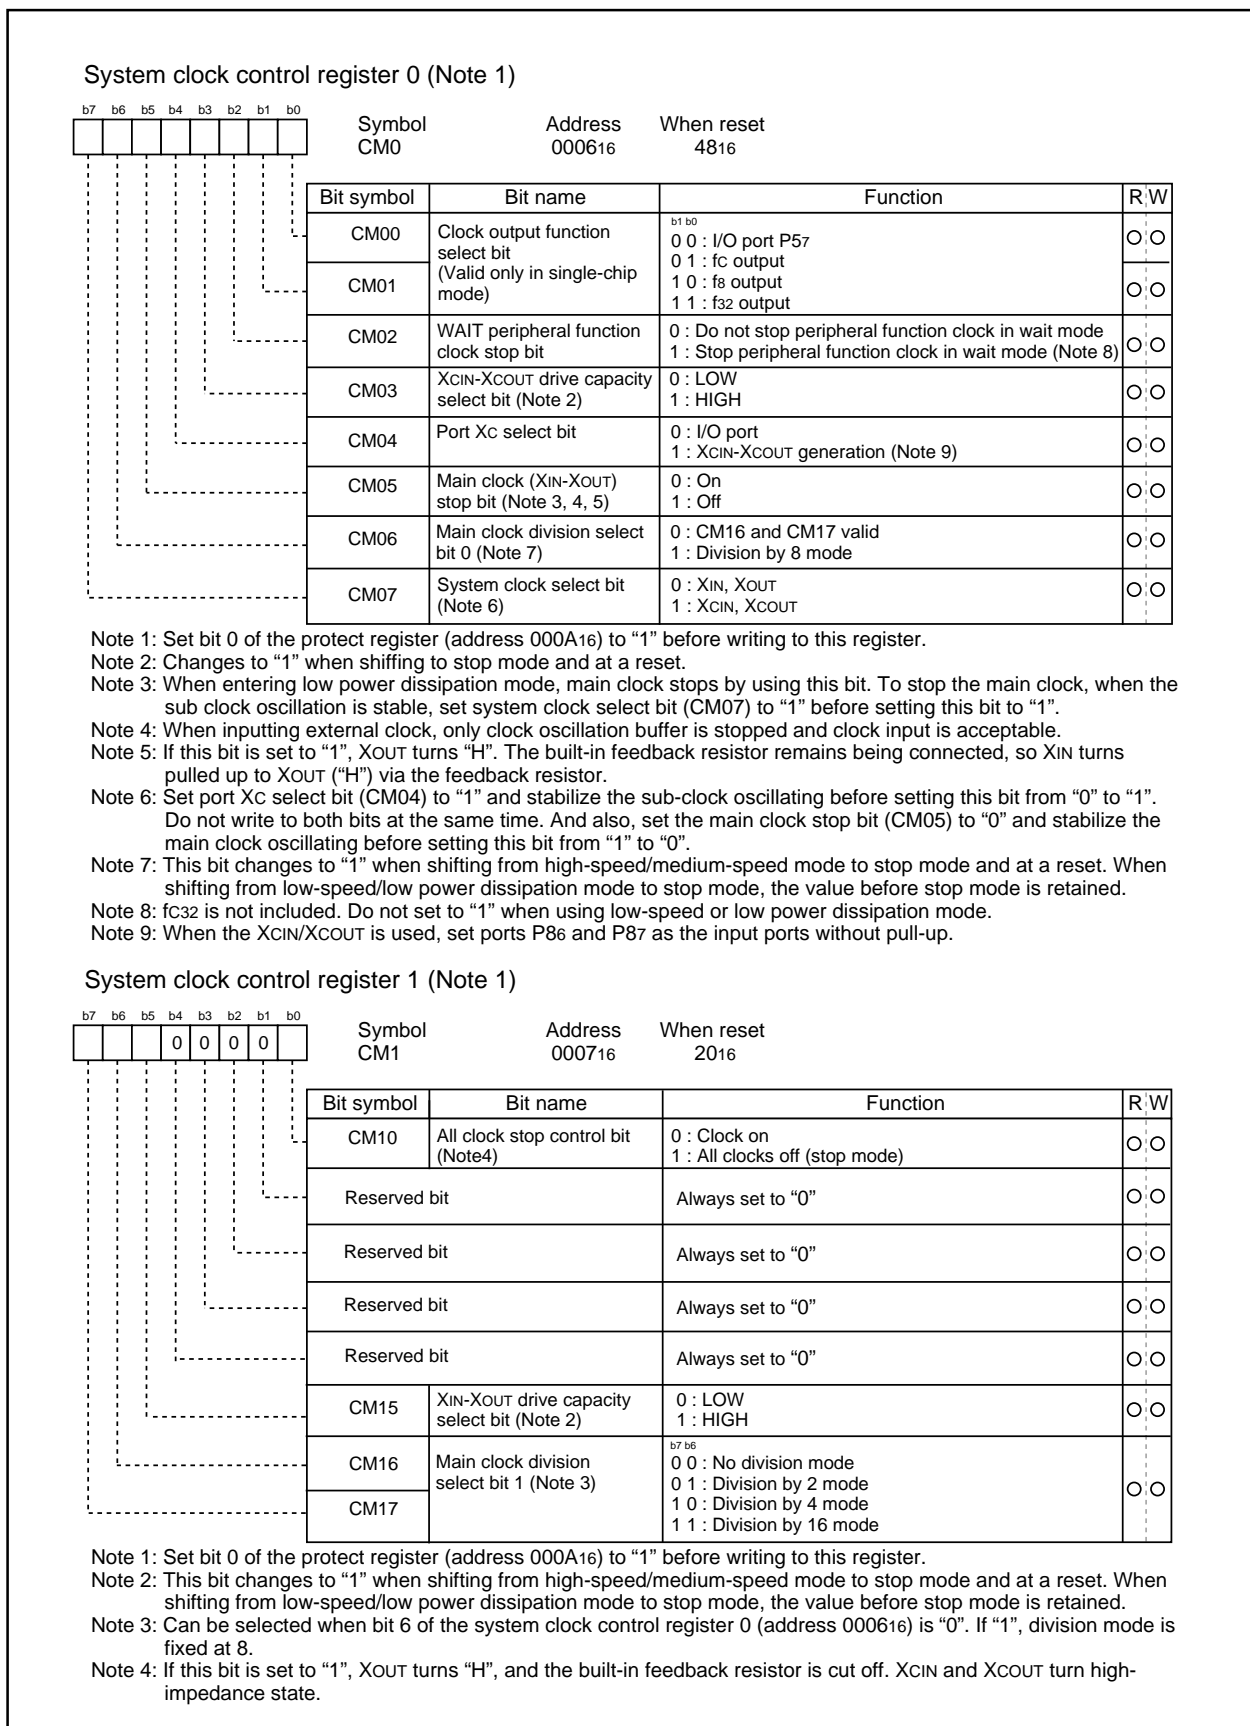 System clock control register 0 (Note 1)
b7 b6 b5 b4 b3 b2 b1 b0
Symbol Address When reset
CM0 000616 4816
Bit symbol Bit name Function R W
CM00 Clock output function select bit (Valid only in single-chip mode)
b1 b0
0 0 : I/O port P57
0 1 : fC output
CM01
1 0 : f8 output
1 1 : f32 output
CM02 WAIT peripheral function 0 : Do not stop peripheral function clock in wait mode
clock stop bit 1 : Stop peripheral function clock in wait mode (Note 8)
CM03 XCIN-XCOUT drive capacity 0 : LOW
select bit (Note 2) 1 : HIGH
CM04 Port XC select bit 0 : I/O port
1 : XCIN-XCOUT generation (Note 9)
CM05 Main clock (XIN-XOUT) 0 : On
stop bit (Note 3, 4, 5) 1 : Off
CM06 Main clock division select 0 : CM16 and CM17 valid
bit 0 (Note 7) 1 : Division by 8 mode
CM07 System clock select bit 0 : XIN, XOUT
(Note 6) 1 : XCIN, XCOUT
Note 1: Set bit 0 of the protect register (address 000A16) to “1” before writing to this register.
Note 2: Changes to “1” when shiffing to stop mode and at a reset.
Note 3: When entering low power dissipation mode, main clock stops by using this bit. To stop the main clock, when the
sub clock oscillation is stable, set system clock select bit (CM07) to “1” before setting this bit to “1”.
Note 4: When inputting external clock, only clock oscillation buffer is stopped and clock input is acceptable.
Note 5: If this bit is set to “1”, XOUT turns “H”. The built-in feedback resistor remains being connected, so XIN turns
pulled up to XOUT (“H”) via the feedback resistor.
Note 6: Set port XC select bit (CM04) to “1” and stabilize the sub-clock oscillating before setting this bit from “0” to “1”.
Do not write to both bits at the same time. And also, set the main clock stop bit (CM05) to “0” and stabilize the
main clock oscillating before setting this bit from “1” to “0”.
Note 7: This bit changes to “1” when shifting from high-speed/medium-speed mode to stop mode and at a reset. When
shifting from low-speed/low power dissipation mode to stop mode, the value before stop mode is retained.
Note 8: fC32 is not included. Do not set to “1” when using low-speed or low power dissipation mode.
Note 9: When the XCIN/XCOUT is used, set ports P86 and P87 as the input ports without pull-up.
System clock control register 1 (Note 1)
b7 b6 b5 b4 b3 b2 b1 b0
0 0 0 0
Symbol Address When reset
CM1 000716 2016
Bit symbol Bit name Function R W
CM10 All clock stop control bit 0 : Clock on
(Note4) 1 : All clocks off (stop mode)
Reserved bit Always set to “0”
Reserved bit Always set to “0”
Reserved bit Always set to “0”
Reserved bit Always set to “0”
CM15 XIN-XOUT drive capacity 0 : LOW
select bit (Note 2) 1 : HIGH
b7 b6
CM16 Main clock division 0 0 : No division mode
select bit 1 (Note 3) 0 1 : Division by 2 mode
CM17 1 0 : Division by 4 mode
1 1 : Division by 16 mode
Note 1: Set bit 0 of the protect register (address 000A16) to “1” before writing to this register.
Note 2: This bit changes to “1” when shifting from high-speed/medium-speed mode to stop mode and at a reset. When
shifting from low-speed/low power dissipation mode to stop mode, the value before stop mode is retained.
Note 3: Can be selected when bit 6 of the system clock control register 0 (address 000616) is “0”. If “1”, division mode is
fixed at 8.
Note 4: If this bit is set to “1”, XOUT turns “H”, and the built-in feedback resistor is cut off. XCIN and XCOUT turn high-
impedance state.